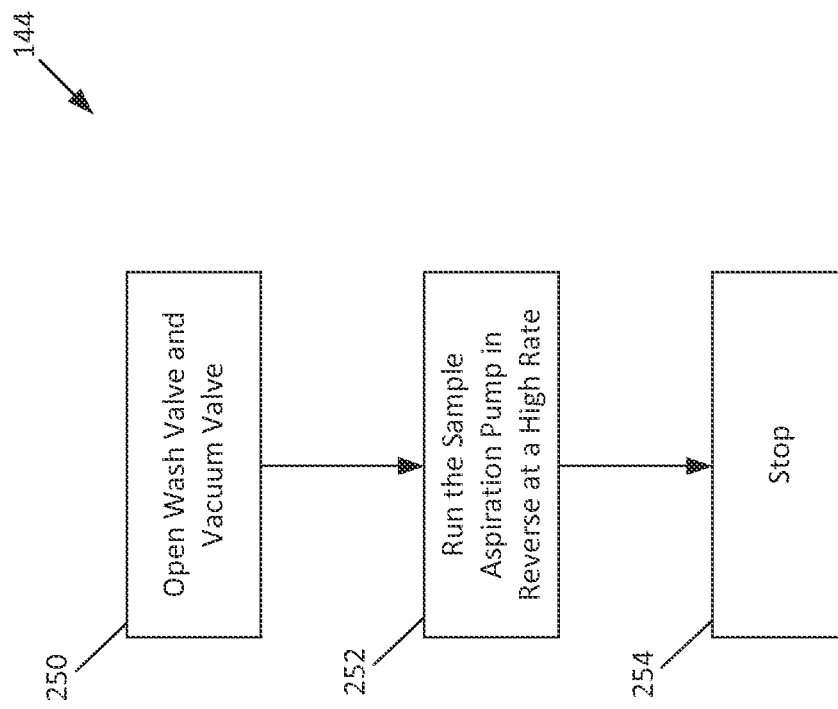 144
250
Open Wash Valve and
Vacuum Valve
252
Run the Sample
Aspiration Pump in
Reverse at a High Rate
254
Stop